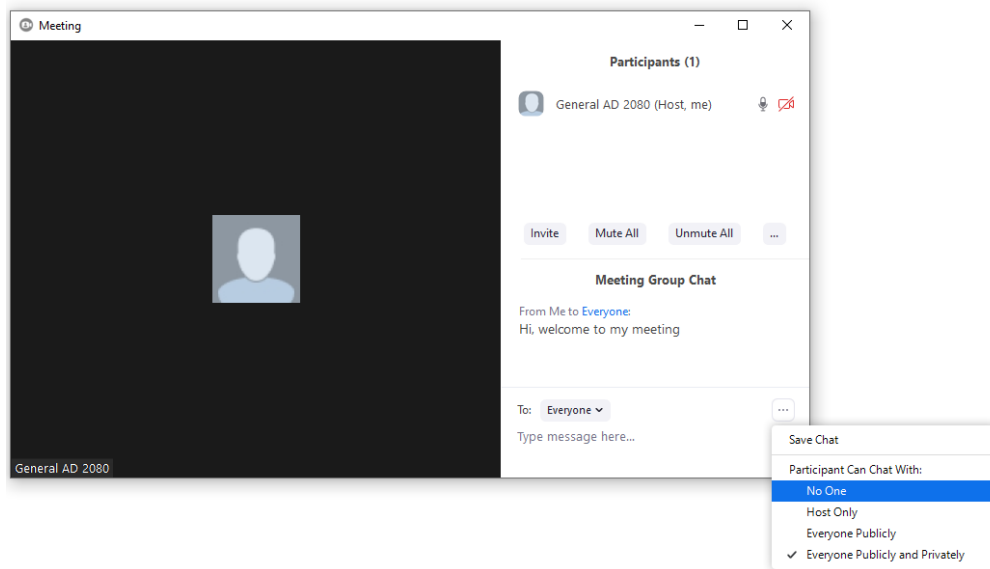 Meeting
Participants (1)
General AD 2080 (Host, me)
Invite Mute All Unmute All ...
Meeting Group Chat
From Me to Everyone:
Hi, welcome to my meeting
To: Everyone ...
Type message here...
General AD 2080
Save Chat
Participant Can Chat With:
No One
Host Only
Everyone Publicly
Everyone Publicly and Privately